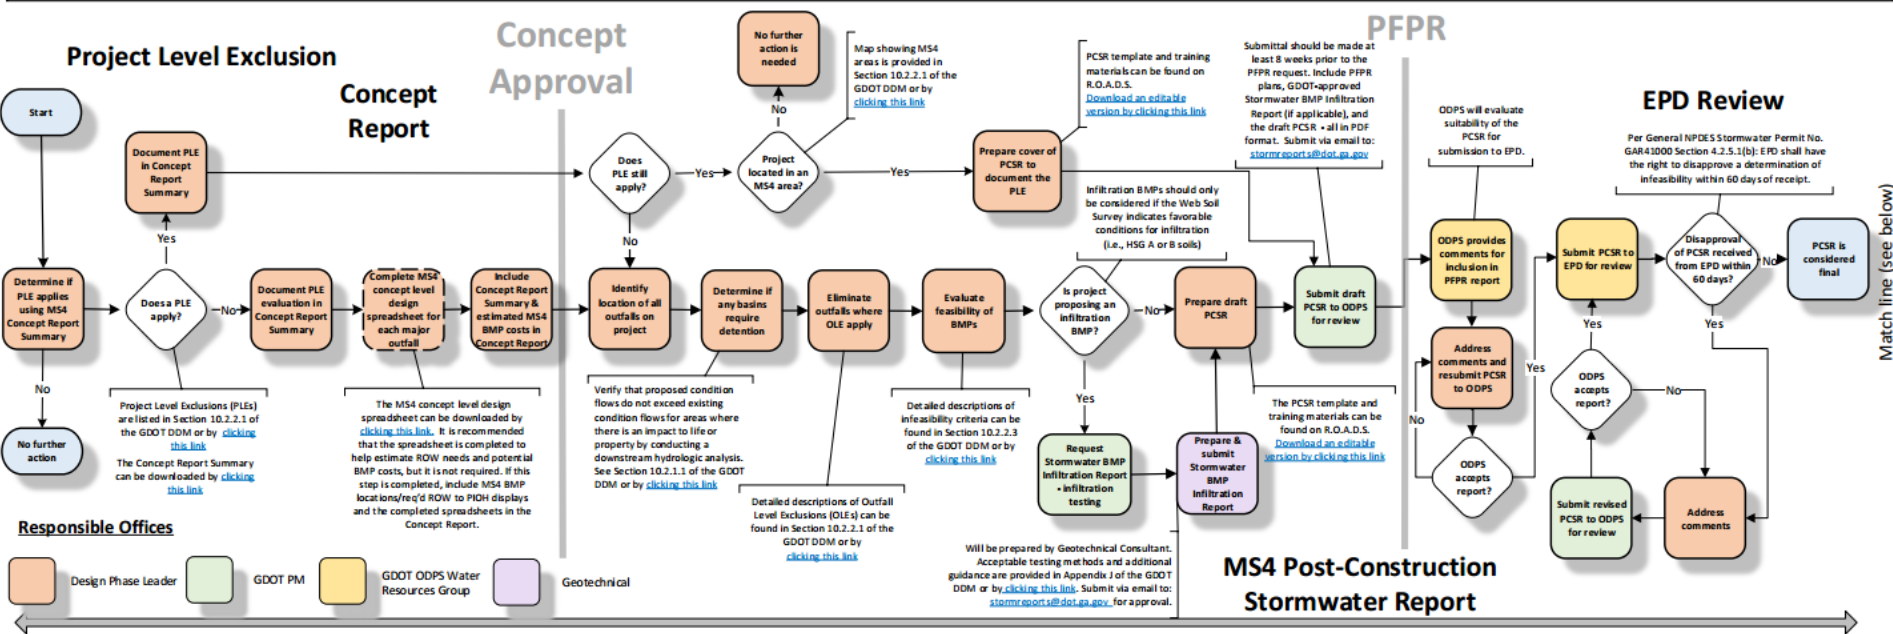 Project Level Exclusion
Concept
Report
Concept
Approval
PFPR
EPD Review
MS4 Post-Construction
Stormwater Report
Start
Determine if
PLE applies
using MS4
Concept Report
Summary
No
No further
action
Document PLE
in Concept
Report
Summary
Yes
Does a PLE
apply?
No
Project Level Exclusions (PLEs)
are listed in Section 10.2.2.1 of
the GDOT DDM or by clicking
this link
The Concept Report Summary
can be downloaded by clicking
this link
Document PLE
evaluation in
Concept Report
Summary
Complete MS4
concept level
design
spreadsheet for
each major
outfall
The MS4 concept level design
spreadsheet can be downloaded by
clicking this link. It is recommended
that the spreadsheet is completed to
help estimate ROW needs and potential
BMP costs, but it is not required. If this
step is completed, include MS4 BMP
locations/req'd ROW to PIOH displays
and the completed spreadsheets in the
Concept Report.
Include
Concept Report
Summary &
estimated MS4
BMP costs in
Concept Report
Does
PLE still
apply?
Yes
No
Project
located in an
MS4 area?
No
No further
action is
needed
Map showing MS4
areas is provided in
Section 10.2.2.1 of the
GDOT DDM or by
clicking this link
Yes
Prepare cover of
PCSR to
document the
PLE
PCSR template and training
materials can be found on
R.O.A.D.S.
Download an editable
version by clicking this link
Submittal should be made at
least 8 weeks prior to the
PFPR request. Include PFPR
plans, GDOT-approved
Stormwater BMP Infiltration
Report (if applicable), and
the draft PCSR - all in PDF
format. Submit via email to:
stormreports@dot.ga.gov
Identify
location of all
outfalls on
project
Determine if
any basins
require
detention
Verify that proposed condition
flows do not exceed existing
condition flows for areas where
there is an impact to life or
property by conducting a
downstream hydrologic analysis.
See Section 10.2.1.1 of the GDOT
DDM or by clicking this link
Eliminate
outfalls where
OLE apply
Detailed descriptions of Outfall
Level Exclusions (OLEs) can be
found in Section 10.2.2.1 of the
GDOT DDM or by
clicking this link
Evaluate
feasibility of
BMPs
Detailed descriptions of
infeasibility criteria can be
found in Section 10.2.2.3
of the GDOT DDM or by
clicking this link
Infiltration BMPs should only
be considered if the Web Soil
Survey indicates favorable
conditions for infiltration
(i.e., HSG A or B soils)
Is project
proposing an
infiltration
BMP?
No
Yes
Request
Stormwater BMP
Infiltration Report
- infiltration
testing
Prepare &
submit
Stormwater
BMP
Infiltration
Report
Will be prepared by Geotechnical Consultant.
Acceptable testing methods and additional
guidance are provided in Appendix J of the GDOT
DDM or by clicking this link. Submit via email to:
stormreports@dot.ga.gov for approval.
Prepare draft
PCSR
The PCSR template and
training materials can be
found on R.O.A.D.S.
Download an editable
version by clicking this link
Submit draft
PCSR to ODPS
for review
ODPS will evaluate
suitability of the
PCSR for
submission to EPD.
ODPS provides
comments for
inclusion in
PFPR report
Address
comments and
resubmit PCSR
to ODPS
No
ODPS
accepts
report?
Yes
Submit PCSR to
EPD for review
Per General NPDES Stormwater Permit No.
GAR41000 Section 4.2.5.1(b): EPD shall have
the right to disapprove a determination of
infeasibility within 60 days of receipt.
Disapproval
of PCSR received
from EPD within
60 days?
No
PCSR is
considered
final
Yes
Yes
ODPS
accepts
report?
No
Submit revised
PCSR to ODPS
for review
Address
comments
Match line (see below)
Responsible Offices
Design Phase Leader
GDOT PM
GDOT ODPS Water
Resources Group
Geotechnical